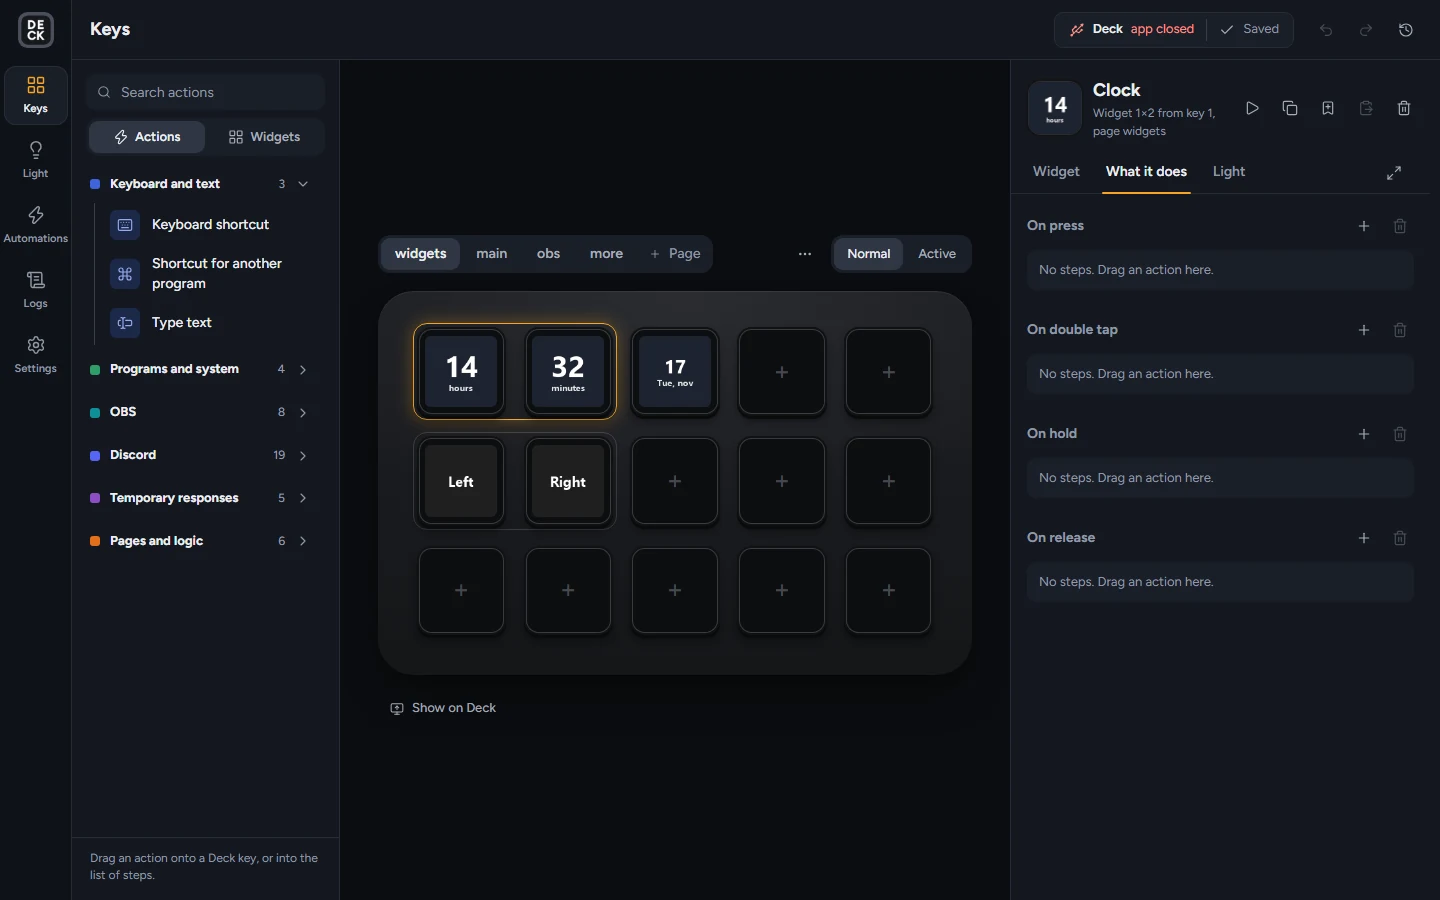 DE
CK
Keys
Deck app closed
Saved
Keys
Light
Automations
Logs
Settings
Search actions
Actions
Widgets
Keyboard and text 3
Keyboard shortcut
Shortcut for another
program
Type text
Programs and system 4
OBS 8
Discord 19
Temporary responses 5
Pages and logic 6
Drag an action onto a Deck key, or into the
list of steps.
widgets
main
obs
more
+ Page
...
Normal
Active
14
hours
32
minutes
17
Tue, nov
Left
Right
Show on Deck
14
hours
Clock
Widget 1×2 from key 1,
page widgets
Widget
What it does
Light
On press
No steps. Drag an action here.
On double tap
No steps. Drag an action here.
On hold
No steps. Drag an action here.
On release
No steps. Drag an action here.